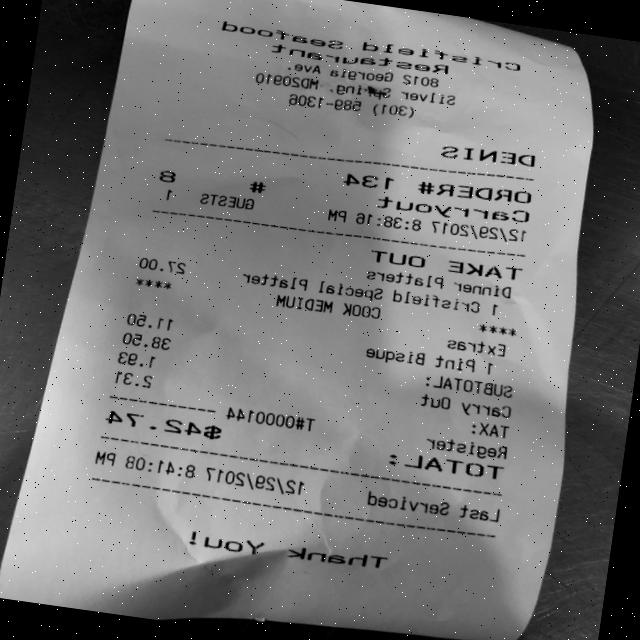 Crisfield Seafood
Restaurant
8012 Georgia Ave.
Silver Spring, MD20910
(301) 589-1306
DENIS
ORDER# 134 # 8
Carryout GUESTS 1
12/29/2017 8:38:16 PM
TAKE OUT
Dinner Platters
1 Crisfield Special Platter 27.00
COOK MEDIUM ****
****
Extras
1 Pint Bisque 11.50
SUBTOTAL: 38.50
Carry Out 1.93
TAX: 2.31
Register T#0000144
TOTAL: $42.74
Last Serviced 12/29/2017 8:41:08 PM
Thank You!